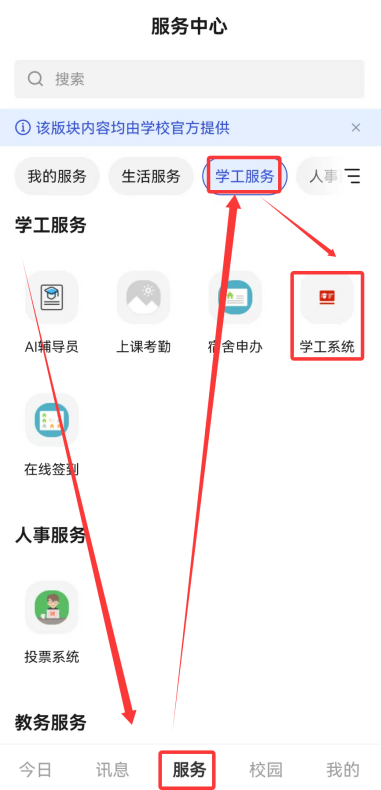 服务中心
搜索
该版块内容均由学校官方提供
我的服务 生活服务 学工服务 人事
学工服务
AI辅导员 上课考勤 宿舍申办 学工系统
在线签到
人事服务
投票系统
教务服务
今日 讯息 服务 校园 我的